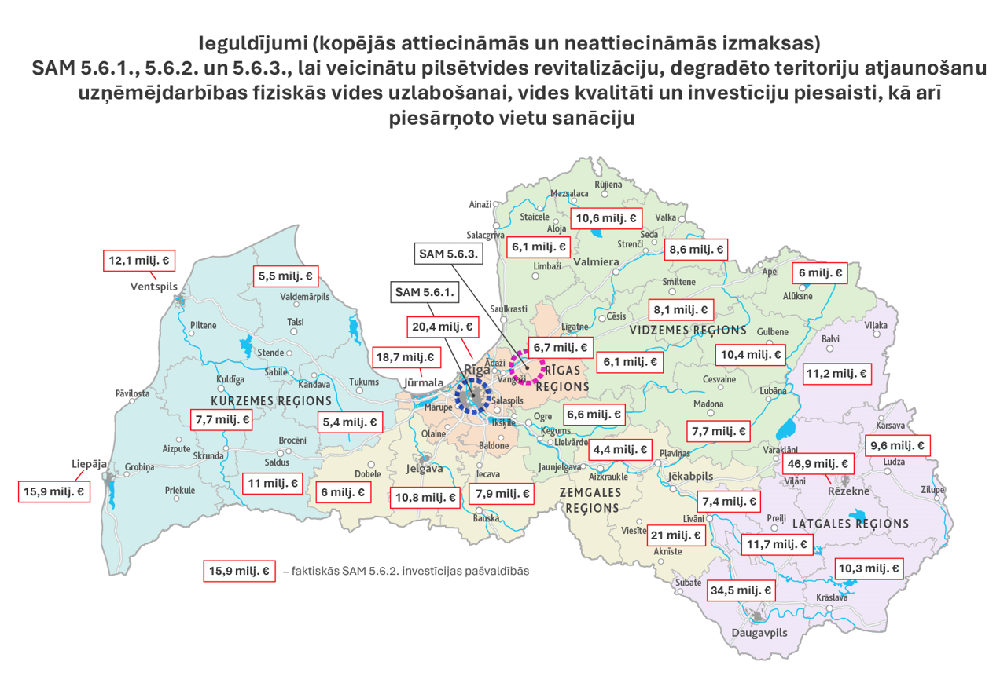 Ieguldījumi (kopējās attiecināmās un neattiecināmās izmaksas)
SAM 5.6.1., 5.6.2. un 5.6.3., lai veicinātu pilsētvides revitalizāciju, degradēto teritoriju atjaunošanu
uzņēmējdarbības fiziskās vides uzlabošanai, vides kvalitāti un investīciju piesaisti, kā arī
piesārņoto vietu sanāciju
Rūjiena
Mazsalaca
Ainaži
Staicele
10,6 milj. €
Valka
Aloja
Salacgrīva
Seda
6,1 milj. €
Strenči
8,6 milj. €
SAM 5.6.3.
12,1 milj. €
Valmiera
Limbaži
Ape
6 milj. €
5,5 milj. €
Smiltene
Ventspils
SAM 5.6.1.
Alūksne
Valdemārpils
Saulkrasti
8,1 milj. €
Cēsis
Talsi
Piltene
20,4 milj. €
Līgatne
VIDZEMES REĢIONS
Gulbene
Viļaka
Balvi
6,7 milj. €
Stende
18,7 milj.€
Ādaži
6,1 milj. €
10,4 milj. €
Rīga
RĪGAS
REĢIONS
Sabile
Vangaži
11,2 milj. €
Kuldīga
Kandava
Tukums
Jūrmala
Cesvaine
Pāvilosta
KURZEMES REĢIONS
Mārupe
Salaspils
Lubāna
Madona
7,7 milj. €
5,4 milj. €
Ogre
6,6 milj. €
Ikšķile
Olaine
Ķegums
7,7 milj. €
Kārsava
Brocēni
Baldone
Lielvārde
9,6 milj. €
Aizpute
Skrunda
4,4 milj. €
Pļaviņas
Varakļāni
Saldus
46,9 milj. €
Ludza
Liepāja
Grobiņa
Jelgava
Jaunjelgava
Dobele
Iecava
Aizkraukle
Jēkabpils
Viļāni
15,9 milj. €
Priekule
11 milj. €
6 milj. €
10,8 milj. €
7,9 milj. €
ZEMGALES
REĢIONS
Rēzekne
Zilupe
7,4 milj. €
Bauska
Līvāni
Preiļi
LATGALES REĢIONS
Viesīte
21 milj. €
11,7 milj. €
Aknīste
15,9 milj. €
– faktiskās SAM 5.6.2. investīcijas pašvaldībās
10,3 milj. €
Subate
34,5 milj. €
Krāslava
Daugavpils